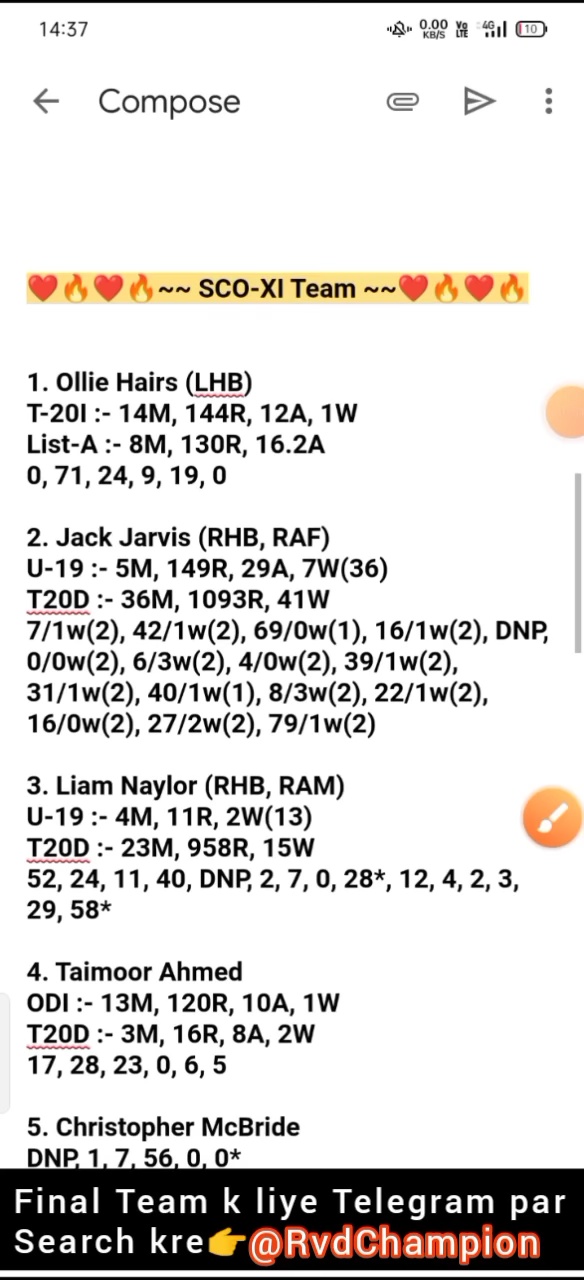 14:37 0.00 KB/S Vo LTE 4G 10
Compose
❤️🔥❤️🔥~~ SCO-XI Team ~~❤️🔥❤️🔥
1. Ollie Hairs (LHB)
T-20I :- 14M, 144R, 12A, 1W
List-A :- 8M, 130R, 16.2A
0, 71, 24, 9, 19, 0
2. Jack Jarvis (RHB, RAF)
U-19 :- 5M, 149R, 29A, 7W(36)
T20D :- 36M, 1093R, 41W
7/1w(2), 42/1w(2), 69/0w(1), 16/1w(2), DNP,
0/0w(2), 6/3w(2), 4/0w(2), 39/1w(2),
31/1w(2), 40/1w(1), 8/3w(2), 22/1w(2),
16/0w(2), 27/2w(2), 79/1w(2)
3. Liam Naylor (RHB, RAM)
U-19 :- 4M, 11R, 2W(13)
T20D :- 23M, 958R, 15W
52, 24, 11, 40, DNP, 2, 7, 0, 28*, 12, 4, 2, 3,
29, 58*
4. Taimoor Ahmed
ODI :- 13M, 120R, 10A, 1W
T20D :- 3M, 16R, 8A, 2W
17, 28, 23, 0, 6, 5
5. Christopher McBride
DNP, 1, 7, 56, 0, 0*
Final Team k liye Telegram par
Search kre👉@RvdChampion